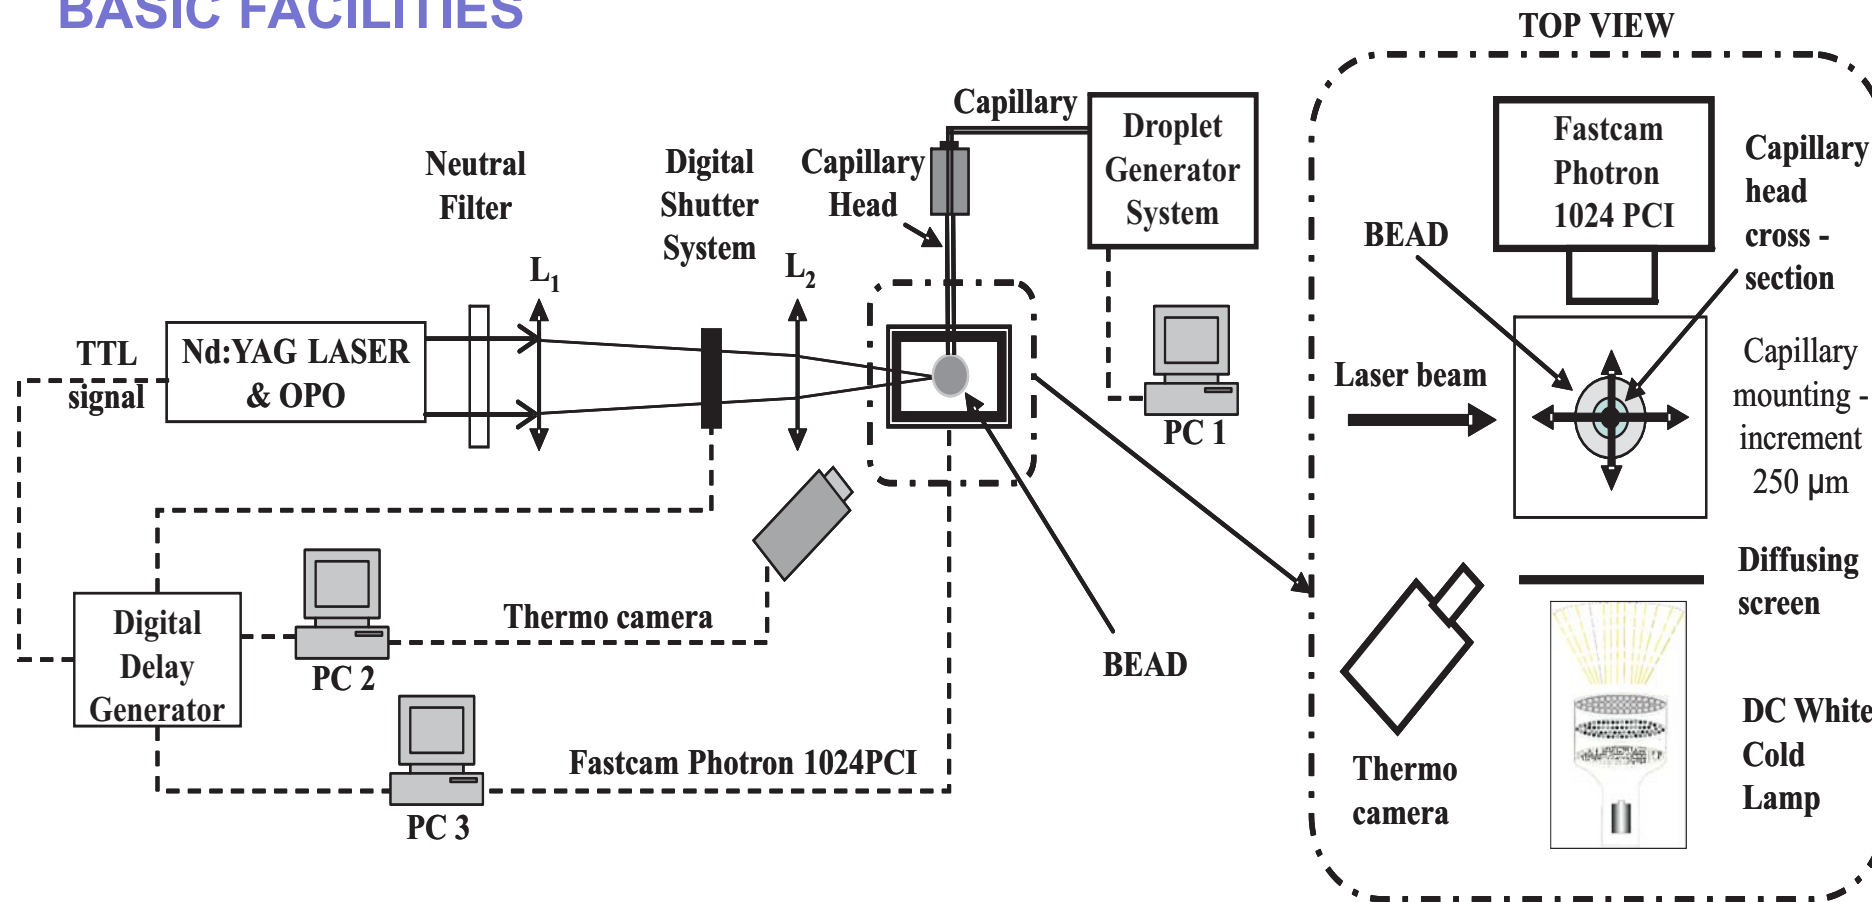 BASIC FACILITIES
TOP VIEW
Capillary
Droplet
Generator
System
Neutral
Filter
Digital
Shutter
System
Capillary
Head
L1
L2
TTL
signal
Nd:YAG LASER
& OPO
PC 1
Digital
Delay
Generator
PC 2
Thermo camera
BEAD
PC 3
Fastcam Photron 1024PCI
Fastcam
Photron
1024 PCI
Capillary
head
cross -
section
BEAD
Laser beam
Capillary
mounting -
increment
250 µm
Diffusing
screen
Thermo
camera
DC White
Cold
Lamp